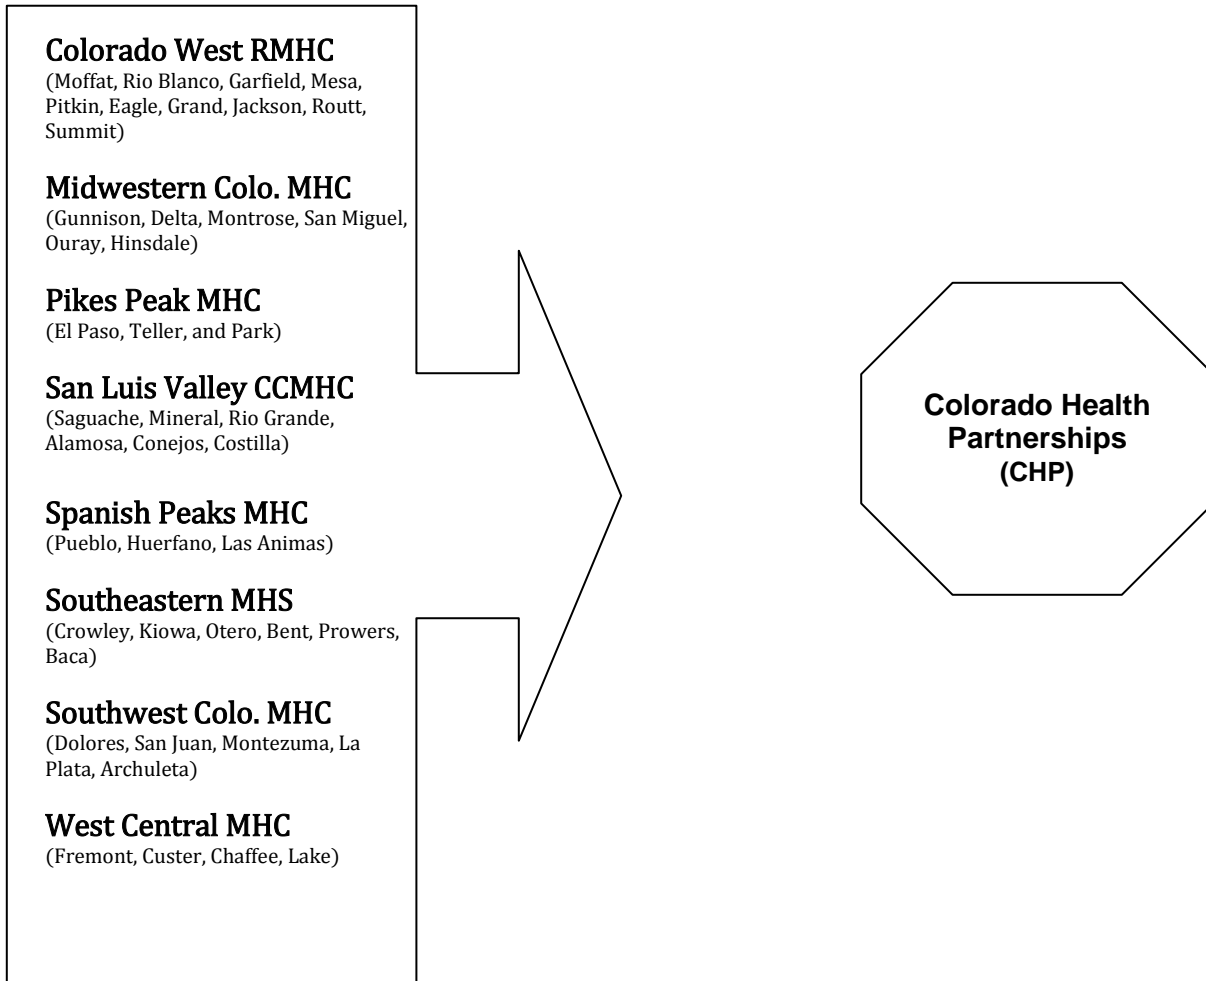 Colorado West RMHC
(Moffat, Rio Blanco, Garfield, Mesa,
Pitkin, Eagle, Grand, Jackson, Routt,
Summit)
Midwestern Colo. MHC
(Gunnison, Delta, Montrose, San Miguel,
Ouray, Hinsdale)
Pikes Peak MHC
(El Paso, Teller, and Park)
San Luis Valley CCMHC
(Saguache, Mineral, Rio Grande,
Alamosa, Conejos, Costilla)
Spanish Peaks MHC
(Pueblo, Huerfano, Las Animas)
Southeastern MHS
(Crowley, Kiowa, Otero, Bent, Prowers,
Baca)
Southwest Colo. MHC
(Dolores, San Juan, Montezuma, La
Plata, Archuleta)
West Central MHC
(Fremont, Custer, Chaffee, Lake)
Colorado Health
Partnerships
(CHP)